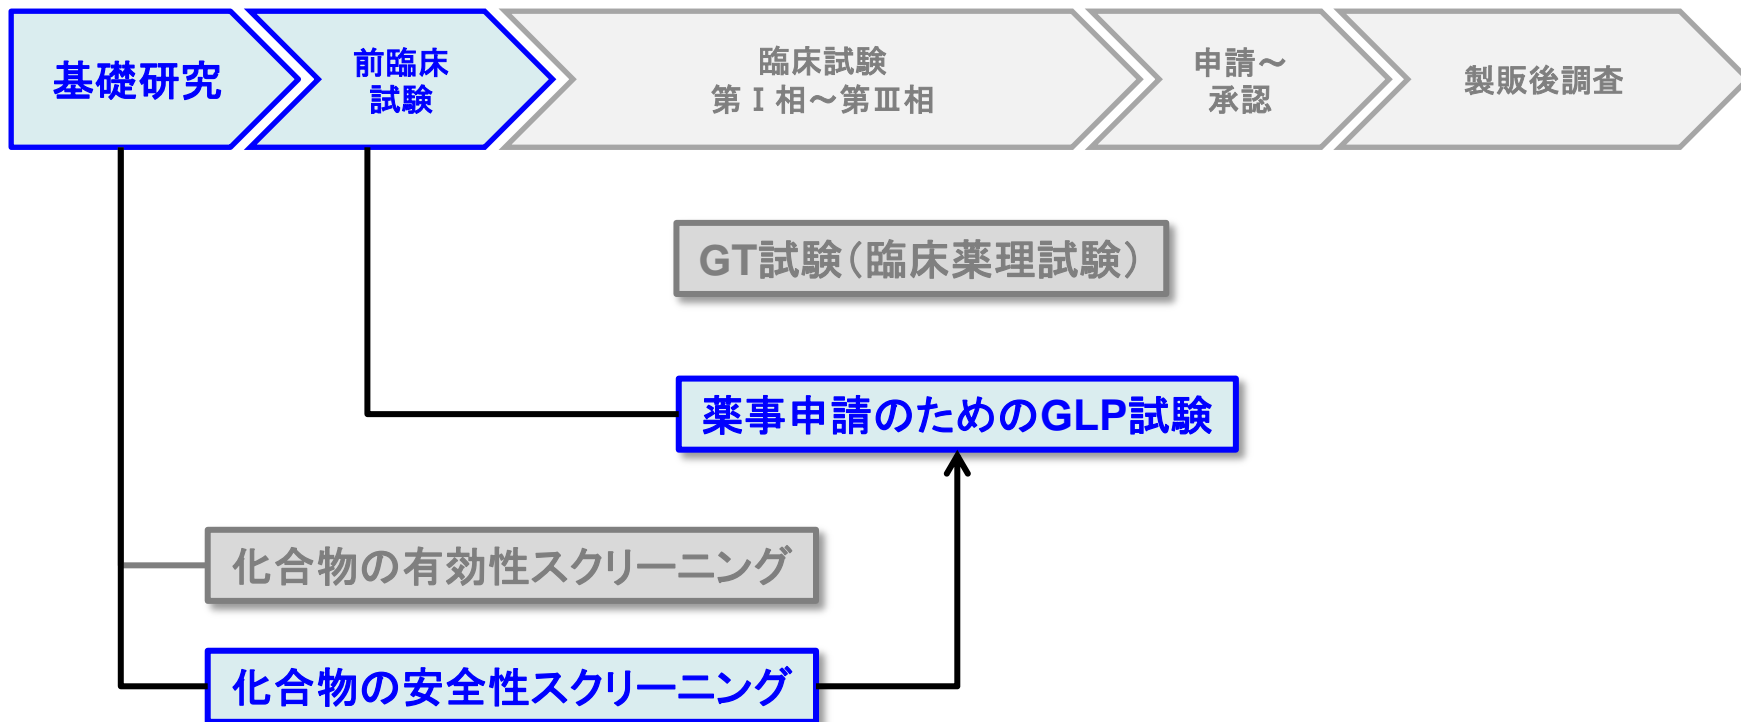 基礎研究
前臨床
試験
臨床試験
第Ⅰ相～第Ⅲ相
申請～
承認
製販後調査
GT試験（臨床薬理試験）
薬事申請のためのGLP試験
化合物の有効性スクリーニング
化合物の安全性スクリーニング